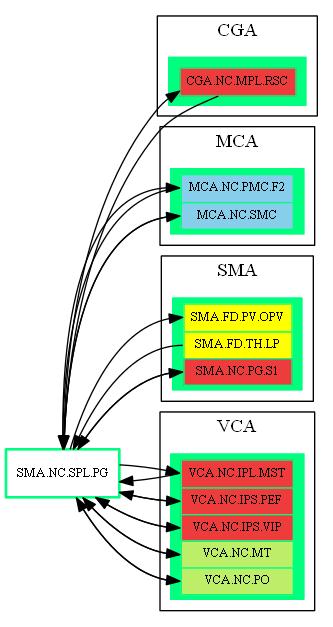 CGA
CGA.NC.MPL.RSC
MCA
MCA.NC.PMC.F2
MCA.NC.SMC
SMA
SMA.FD.PV.OPV
SMA.FD.TH.LP
SMA.NC.PG.S1
VCA
SMA.NC.SPL.PG
VCA.NC.IPL.MST
VCA.NC.IPS.PEF
VCA.NC.IPS.VIP
VCA.NC.MT
VCA.NC.PO